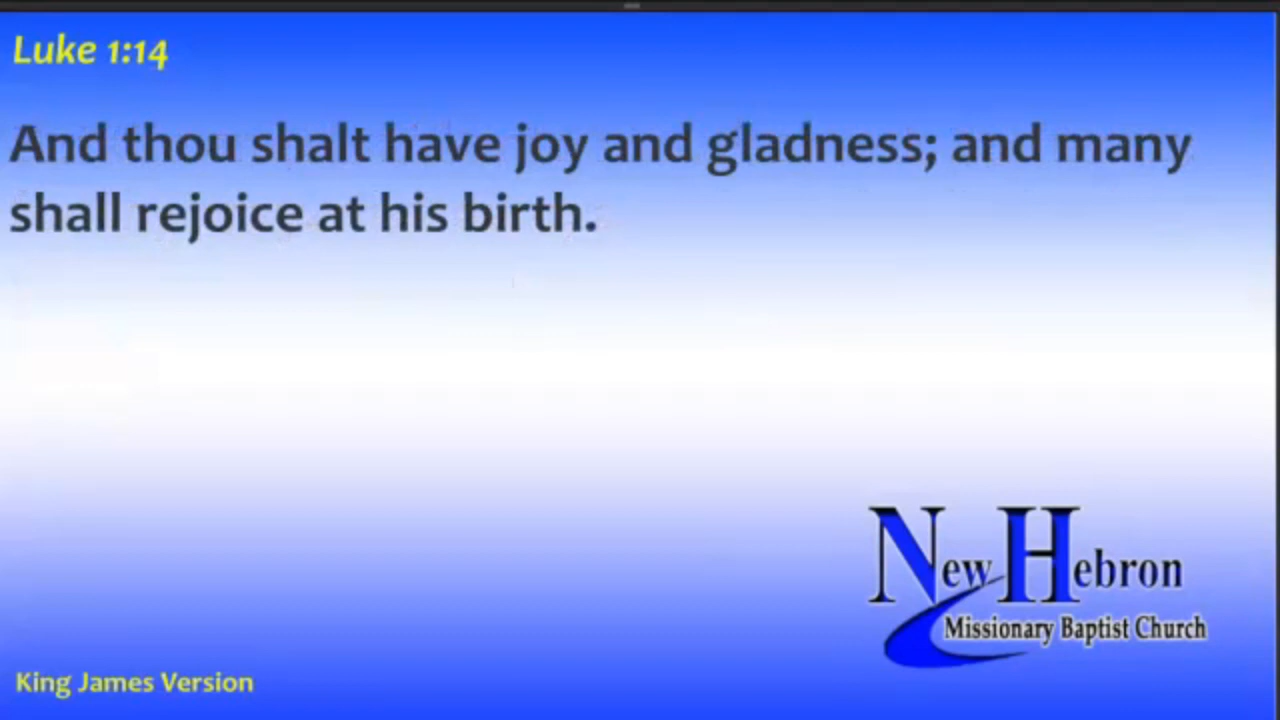 Luke 1:14
And thou shalt have joy and gladness; and many
shall rejoice at his birth.
New Hebron
Missionary Baptist Church
King James Version